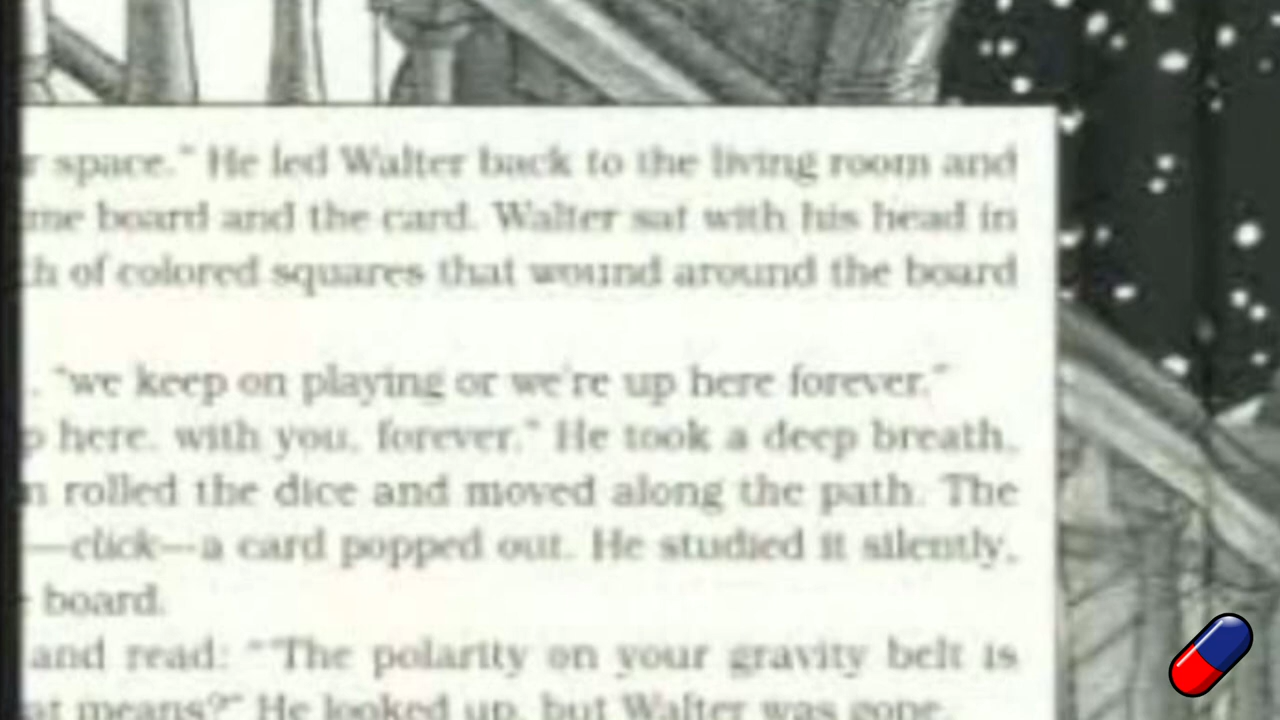 r space." He led Walter back to the living room and
me board and the card. Walter sat with his head in
h of colored squares that wound around the board
. "we keep on playing or we're up here forever."
p here, with you, forever." He took a deep breath,
n rolled the dice and moved along the path. The
—click—a card popped out. He studied it silently,
board.
and read: "'The polarity on your gravity belt is
at means?" He looked up, but Walter was gone.